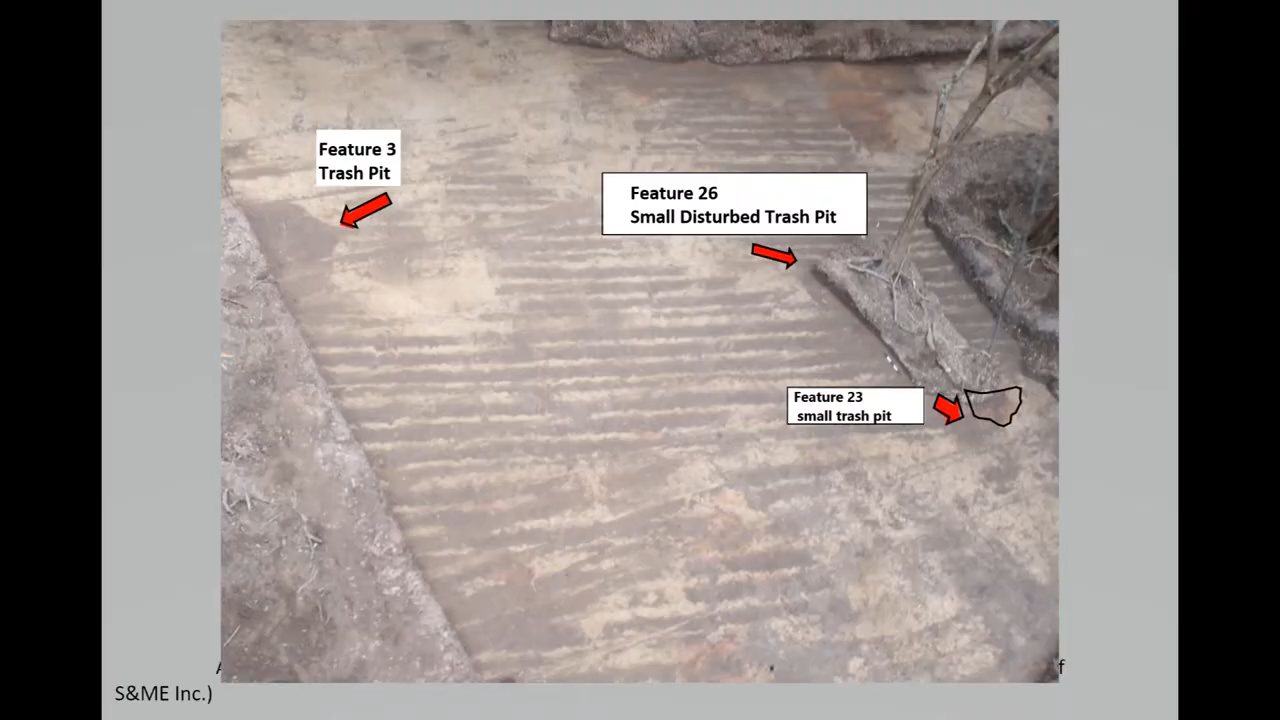 Feature 3
Trash Pit
Feature 26
Small Disturbed Trash Pit
Feature 23
small trash pit
S&ME Inc.)